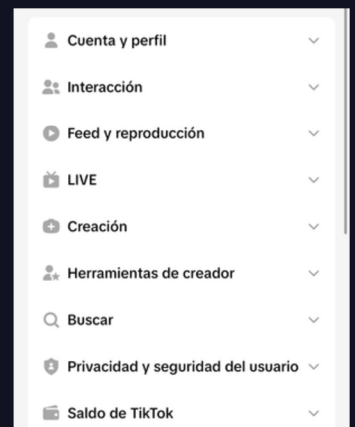 Cuenta y perfil
Interacción
Feed y reproducción
LIVE
Creación
Herramientas de creador
Buscar
Privacidad y seguridad del usuario
Saldo de TikTok